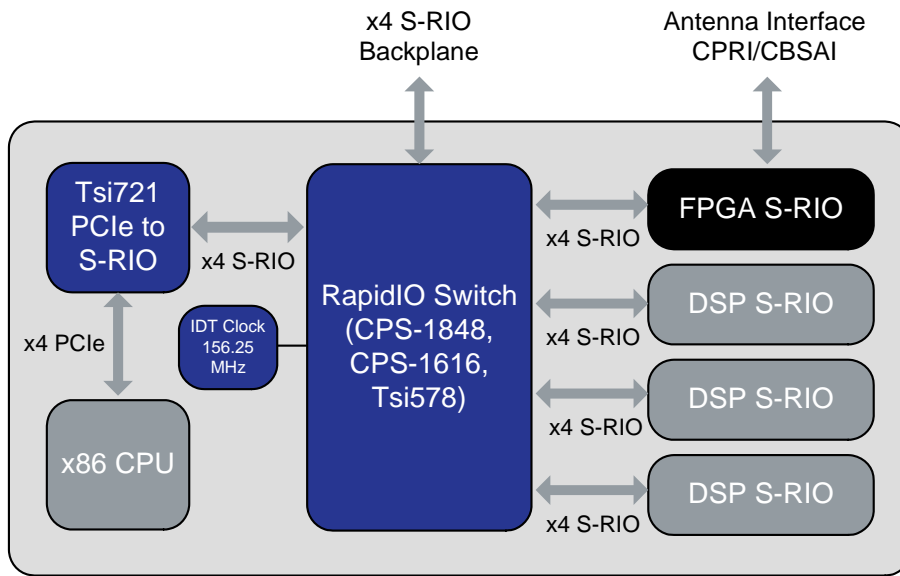 x4 S-RIO
Backplane
Antenna Interface
CPRI/CBSAI
Tsi721
PCIe to
S-RIO
x4 S-RIO
x4 PCIe
IDT Clock
156.25
MHz
x86 CPU
RapidIO Switch
(CPS-1848,
CPS-1616,
Tsi578)
FPGA S-RIO
x4 S-RIO
DSP S-RIO
x4 S-RIO
DSP S-RIO
x4 S-RIO
DSP S-RIO
x4 S-RIO